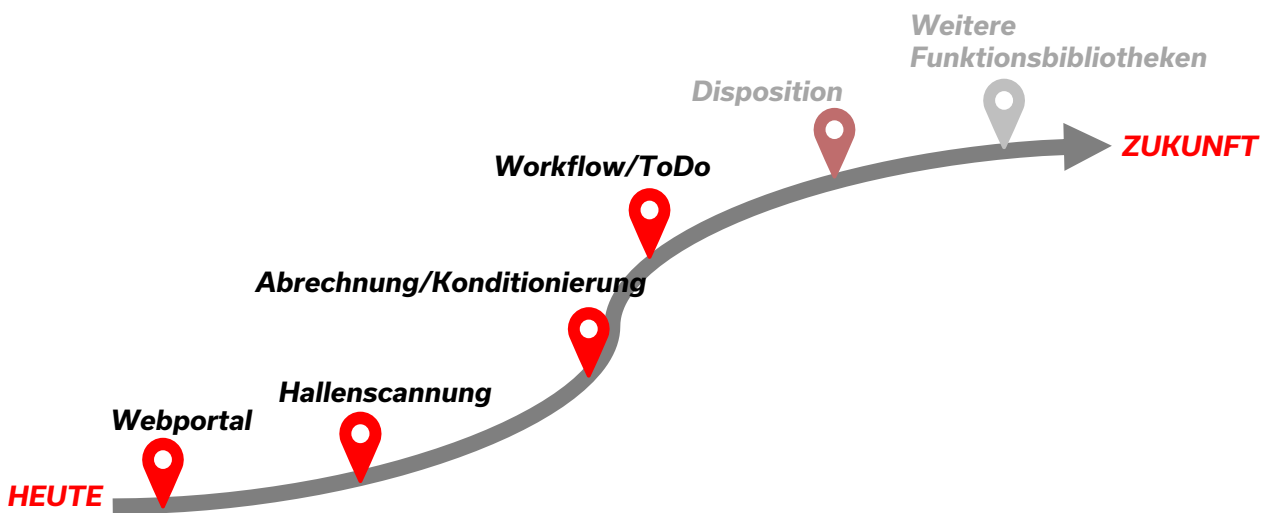 Weitere
Funktionsbibliotheken
Disposition
ZUKUNFT
Workflow/ToDo
Abrechnung/Konditionierung
Hallenscannung
Webportal
HEUTE